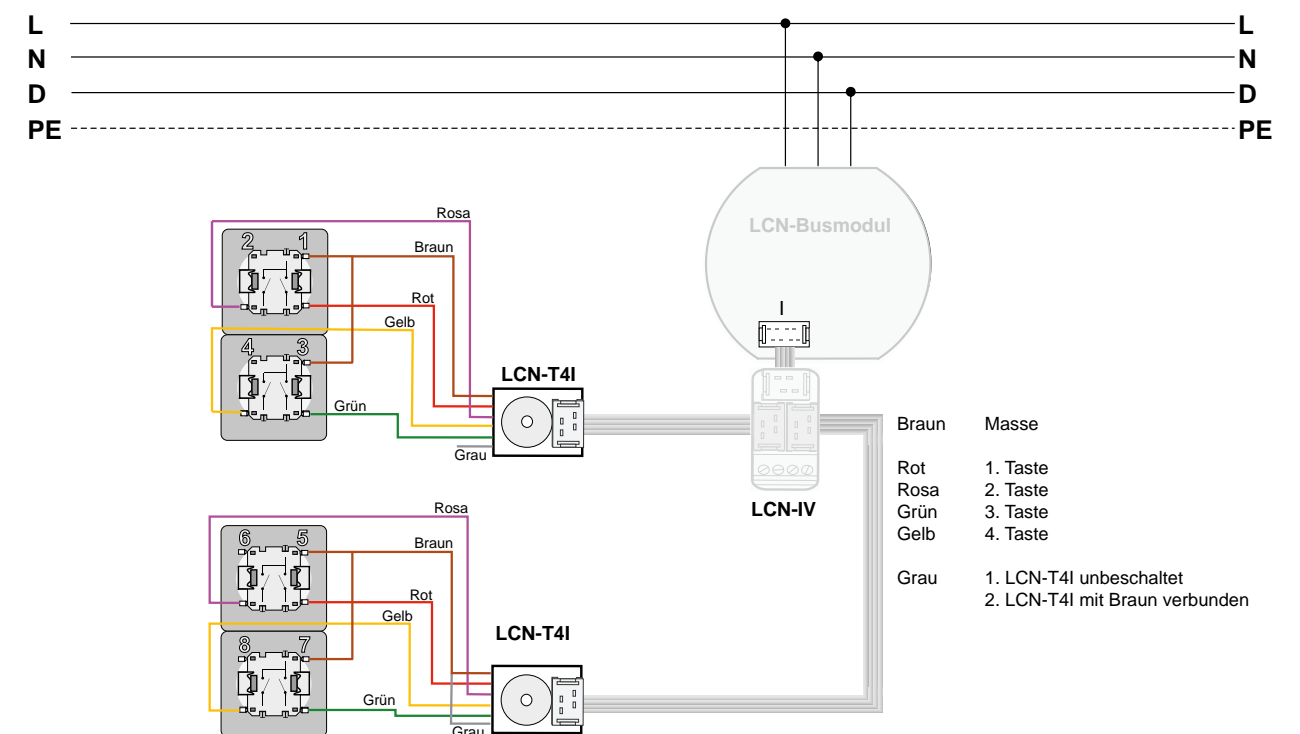 L L
N N
D D
PE PE
LCN-Busmodul
I
Rosa
2 1
Braun
Rot
Gelb
4 3
Grün
Grau
LCN-T4I
LCN-IV
Braun Masse
Rot 1. Taste
Rosa 2. Taste
Grün 3. Taste
Gelb 4. Taste
Grau 1. LCN-T4I unbeschaltet
2. LCN-T4I mit Braun verbunden
Rosa
6 5
Braun
Rot
Gelb
8 7
Grün
Grau
LCN-T4I